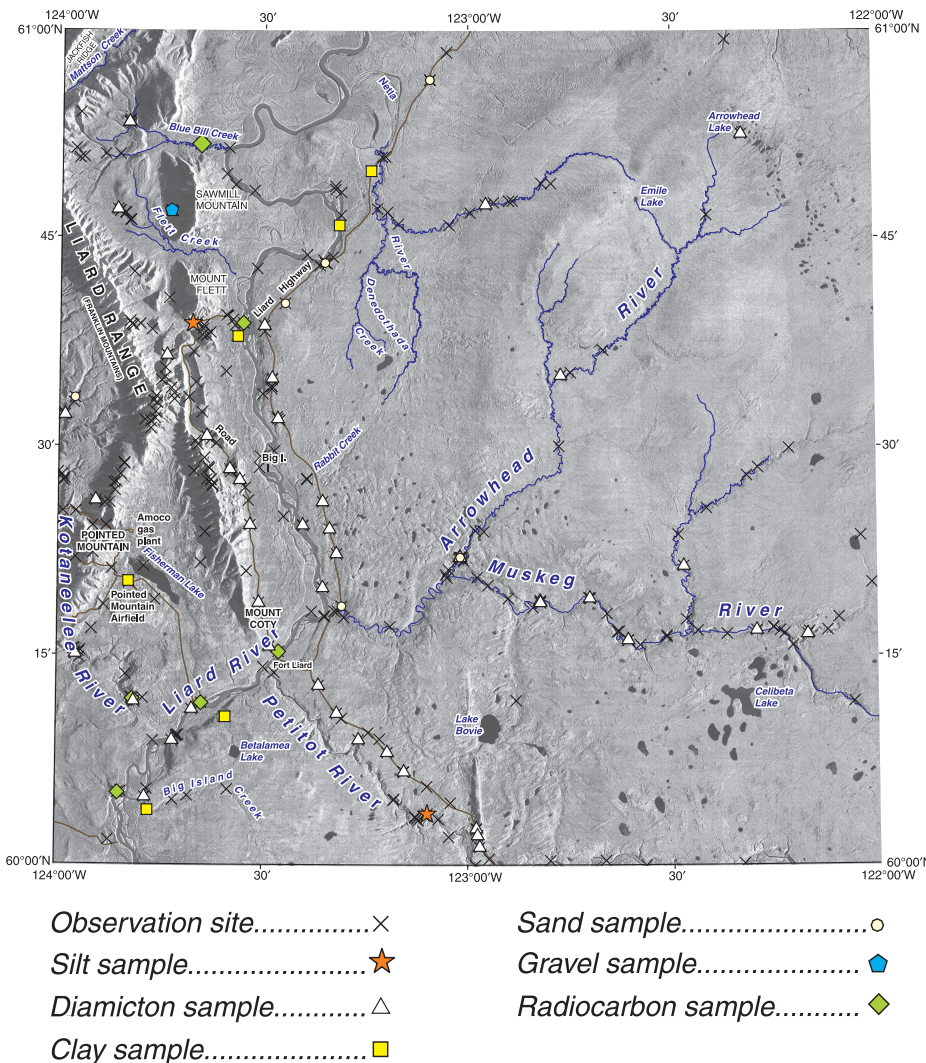 124°00'W
30'
123°00'W
30'
122°00'W
61°00'N
61°00'N
JACKFISH
RIDGE
Mattson Creek
Netla
Blue Bill Creek
Arrowhead
Lake
SAWMILL
MOUNTAIN
Emile
Lake
Flett Creek
45'
45'
River
LIARD RANGE
(FRANKLIN MOUNTAINS)
MOUNT
FLETT
Liard Highway
River
Denedothada
Creek
Road
Rabbit Creek
30'
30'
Big I.
Arrowhead
Kotaneelee
River
Amoco
gas
plant
POINTED
MOUNTAIN
Fisherman Lake
Muskeg
River
Pointed
Mountain
Airfield
MOUNT
COTY
15'
15'
Liard River
Fort Liard
Petitot River
Celibeta
Lake
Lake
Bovie
Betalamea
Lake
Big Island
Creek
60°00'N
60°00'N
124°00'W
30'
123°00'W
30'
122°00'W
Observation site...............
Sand sample..............................
Silt sample..........................
Gravel sample....................
Diamicton sample............
Radiocarbon sample..........
Clay sample.....................